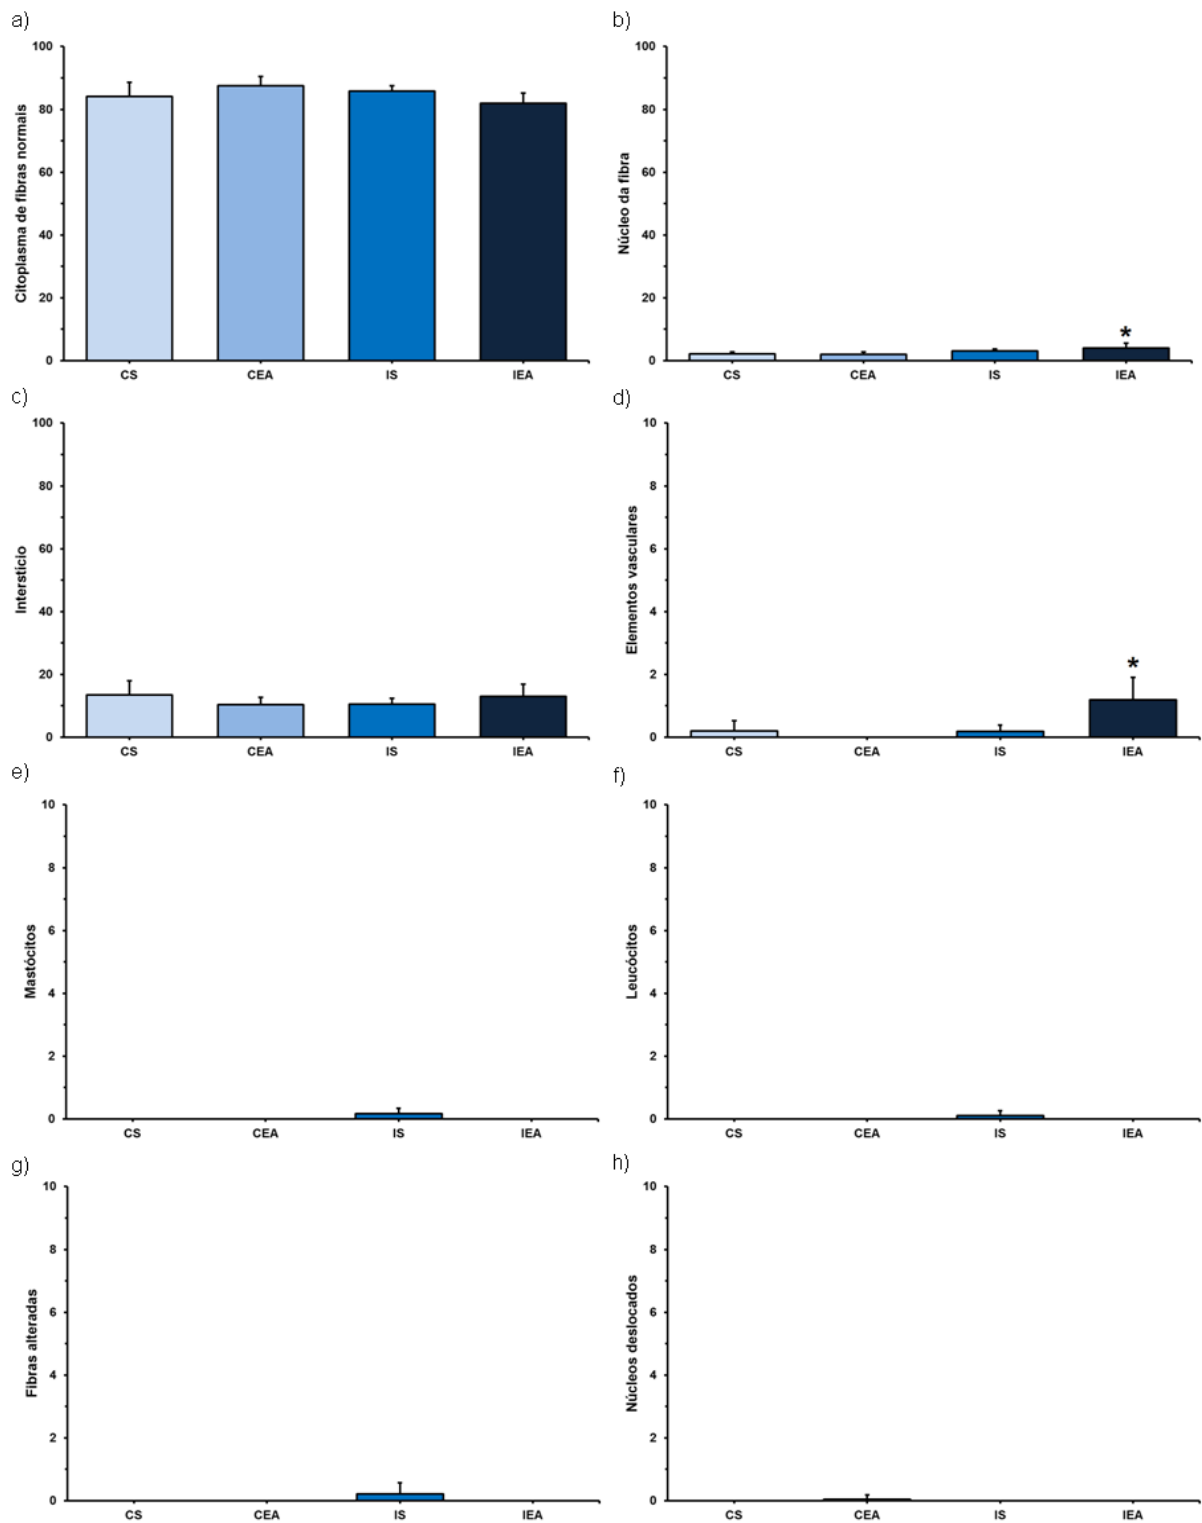 a)
Citoplasma de fibras normais
100
80
60
40
20
0
CS CEA IS IEA
b)
Núcleo da fibra
100
80
60
40
20
0
*
CS CEA IS IEA
c)
Interstício
100
80
60
40
20
0
CS CEA IS IEA
d)
Elementos vasculares
10
8
6
4
2
0
*
CS CEA IS IEA
e)
Mastócitos
10
8
6
4
2
0
CS CEA IS IEA
f)
Leucócitos
10
8
6
4
2
0
CS CEA IS IEA
g)
Fibras alteradas
10
8
6
4
2
0
CS CEA IS IEA
h)
Núcleos deslocados
10
8
6
4
2
0
CS CEA IS IEA